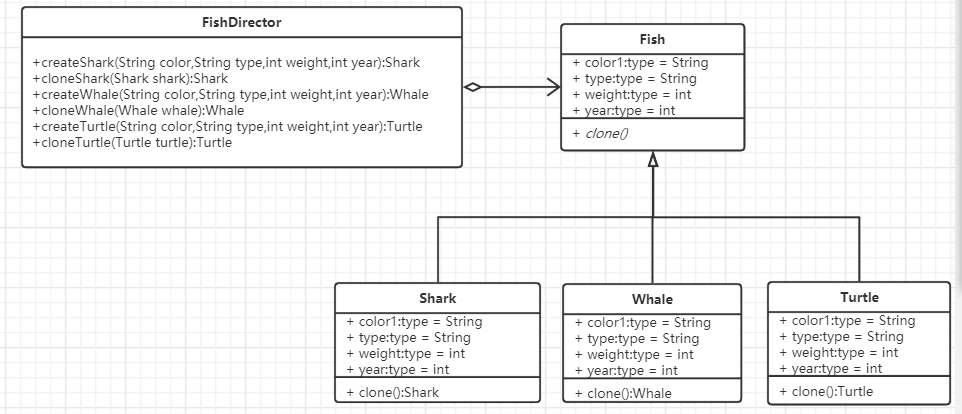 FishDirector
+createShark(String color,String type,int weight,int year):Shark
+cloneShark(Shark shark):Shark
+createWhale(String color,String type,int weight,int year):Whale
+cloneWhale(Whale whale):Whale
+createTurtle(String color,String type,int weight,int year):Turtle
+cloneTurtle(Turtle turtle):Turtle
Fish
+ color1:type = String
+ type:type = String
+ weight:type = int
+ year:type = int
+ clone()
Shark
+ color1:type = String
+ type:type = String
+ weight:type = int
+ year:type = int
+ clone():Shark
Whale
+ color1:type = String
+ type:type = String
+ weight:type = int
+ year:type = int
+ clone():Whale
Turtle
+ color1:type = String
+ type:type = String
+ weight:type = int
+ year:type = int
+ clone():Turtle